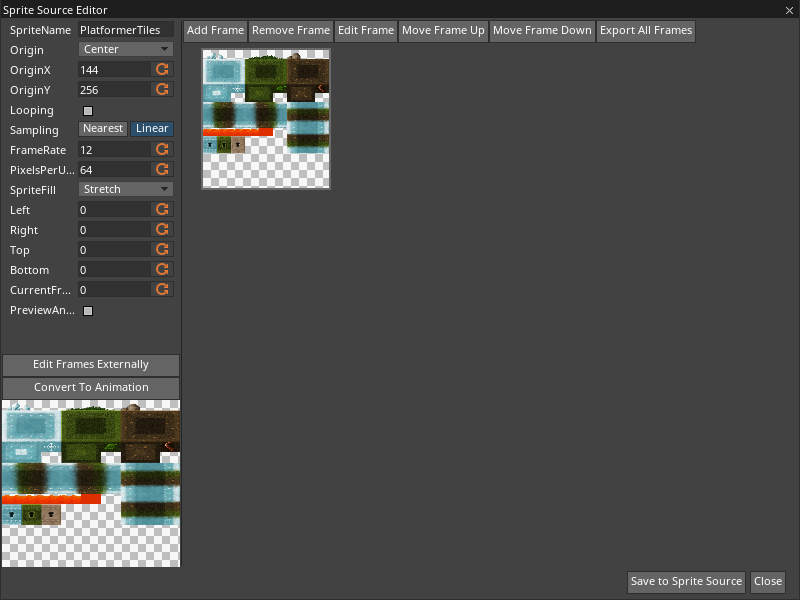 Sprite Source Editor
SpriteName PlatformerTiles
Origin Center
OriginX 144
OriginY 256
Looping
Sampling Nearest Linear
FrameRate 12
PixelsPerU... 64
SpriteFill Stretch
Left 0
Right 0
Top 0
Bottom 0
CurrentFr... 0
PreviewAn...
Edit Frames Externally
Convert To Animation
Add Frame Remove Frame Edit Frame Move Frame Up Move Frame Down Export All Frames
Save to Sprite Source Close